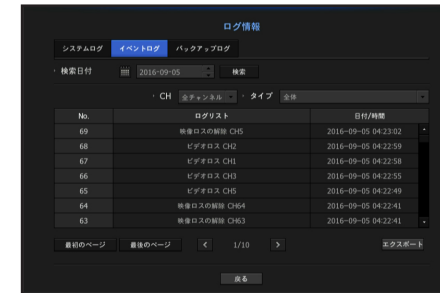 ログ情報
システムログ イベントログ バックアップログ
検索日付 2016-09-05 検索
CH 全チャンネル タイプ 全体
No. ログリスト 日付/時間
69 映像ロスの解除 CH5 2016-09-05 04:23:02
68 ビデオロス CH2 2016-09-05 04:22:59
67 ビデオロス CH1 2016-09-05 04:22:58
66 ビデオロス CH3 2016-09-05 04:22:55
65 ビデオロス CH5 2016-09-05 04:22:49
64 映像ロスの解除 CH64 2016-09-05 04:22:41
63 映像ロスの解除 CH63 2016-09-05 04:22:41
最初のページ 最後のページ < 1/10 > エクスポート
戻る